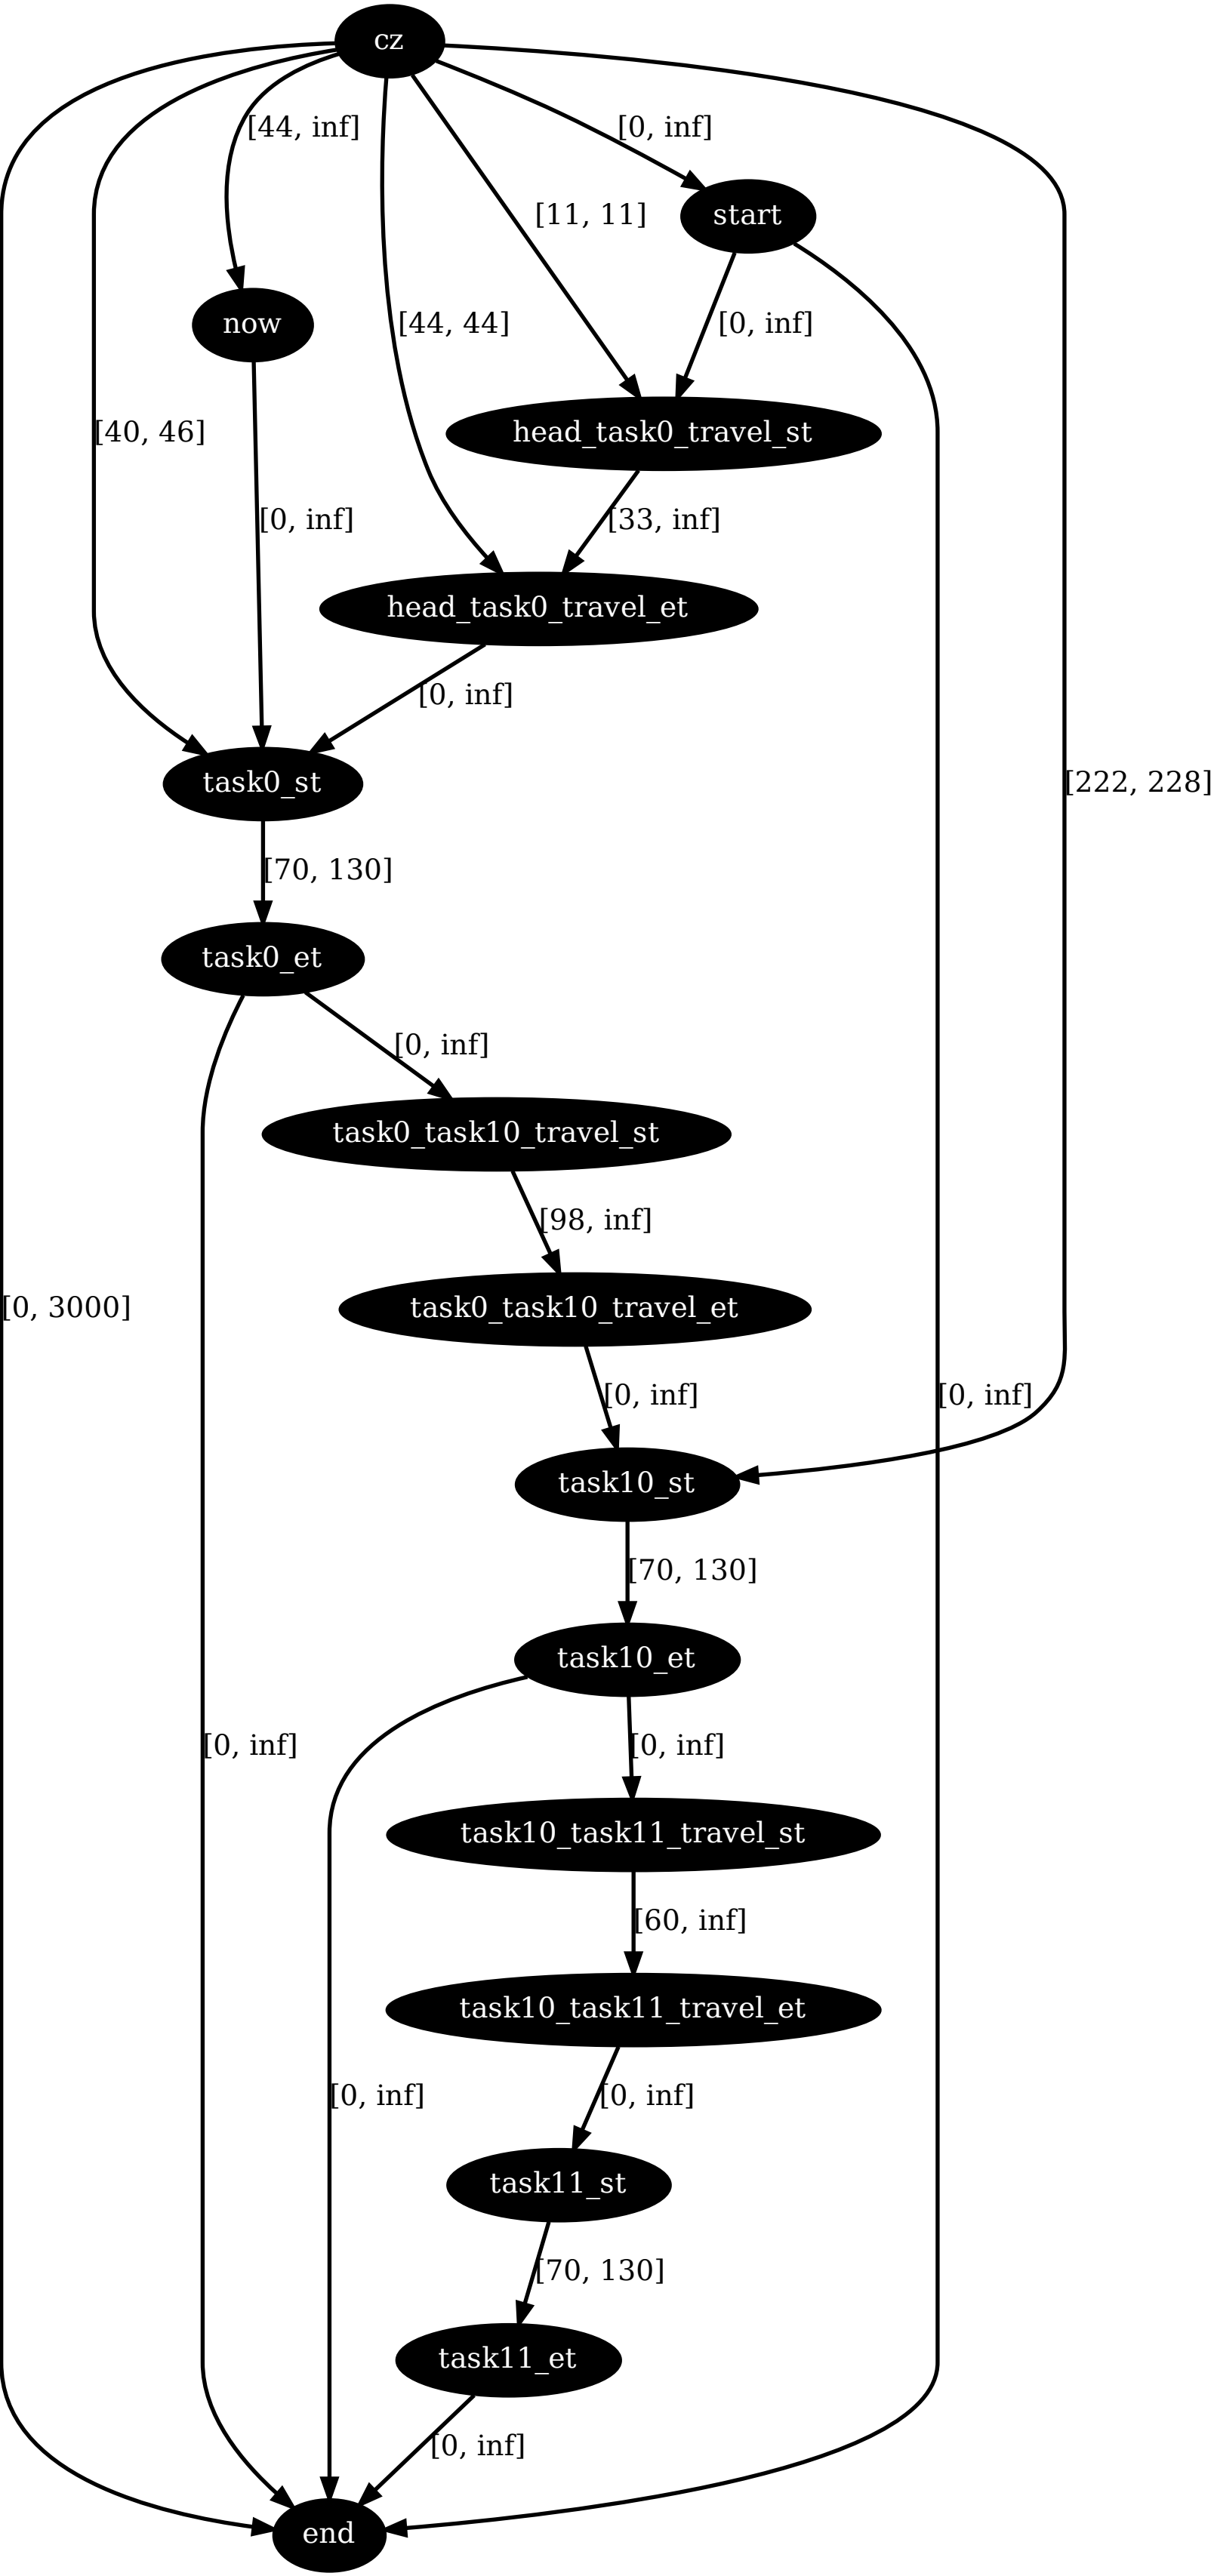 cz
[44, inf]
[0, inf]
start
[11, 11]
now
[44, 44]
[0, inf]
[40, 46]
head_task0_travel_st
[0, inf]
[33, inf]
head_task0_travel_et
[0, inf]
task0_st
[222, 228]
[70, 130]
task0_et
[0, inf]
task0_task10_travel_st
[98, inf]
[0, 3000]
task0_task10_travel_et
[0, inf]
[0, inf]
task10_st
[70, 130]
task10_et
[0, inf]
[0, inf]
task10_task11_travel_st
[60, inf]
task10_task11_travel_et
[0, inf]
[0, inf]
task11_st
[70, 130]
task11_et
[0, inf]
end